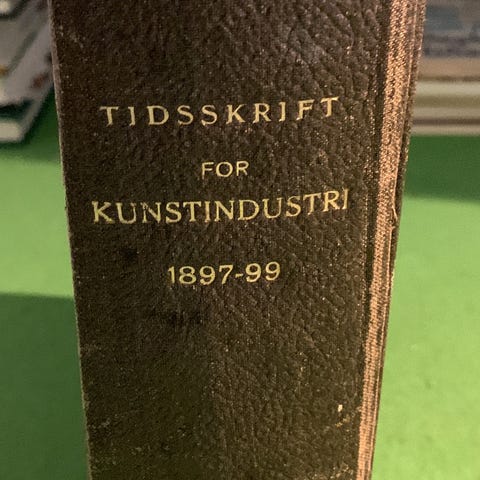 TIDSSKRIFT
FOR
KUNSTINDUSTRI
1897-99